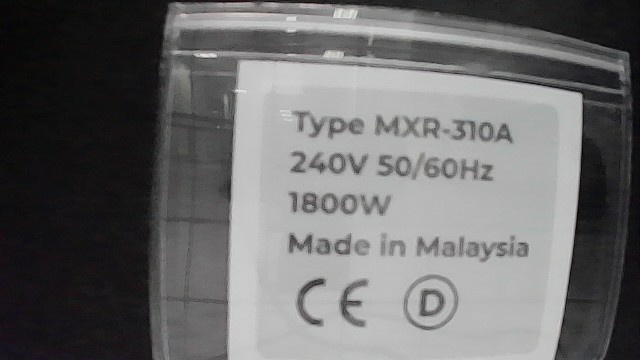 Type MXR-310A
240V 50/60Hz
1800W
Made in Malaysia
CE D